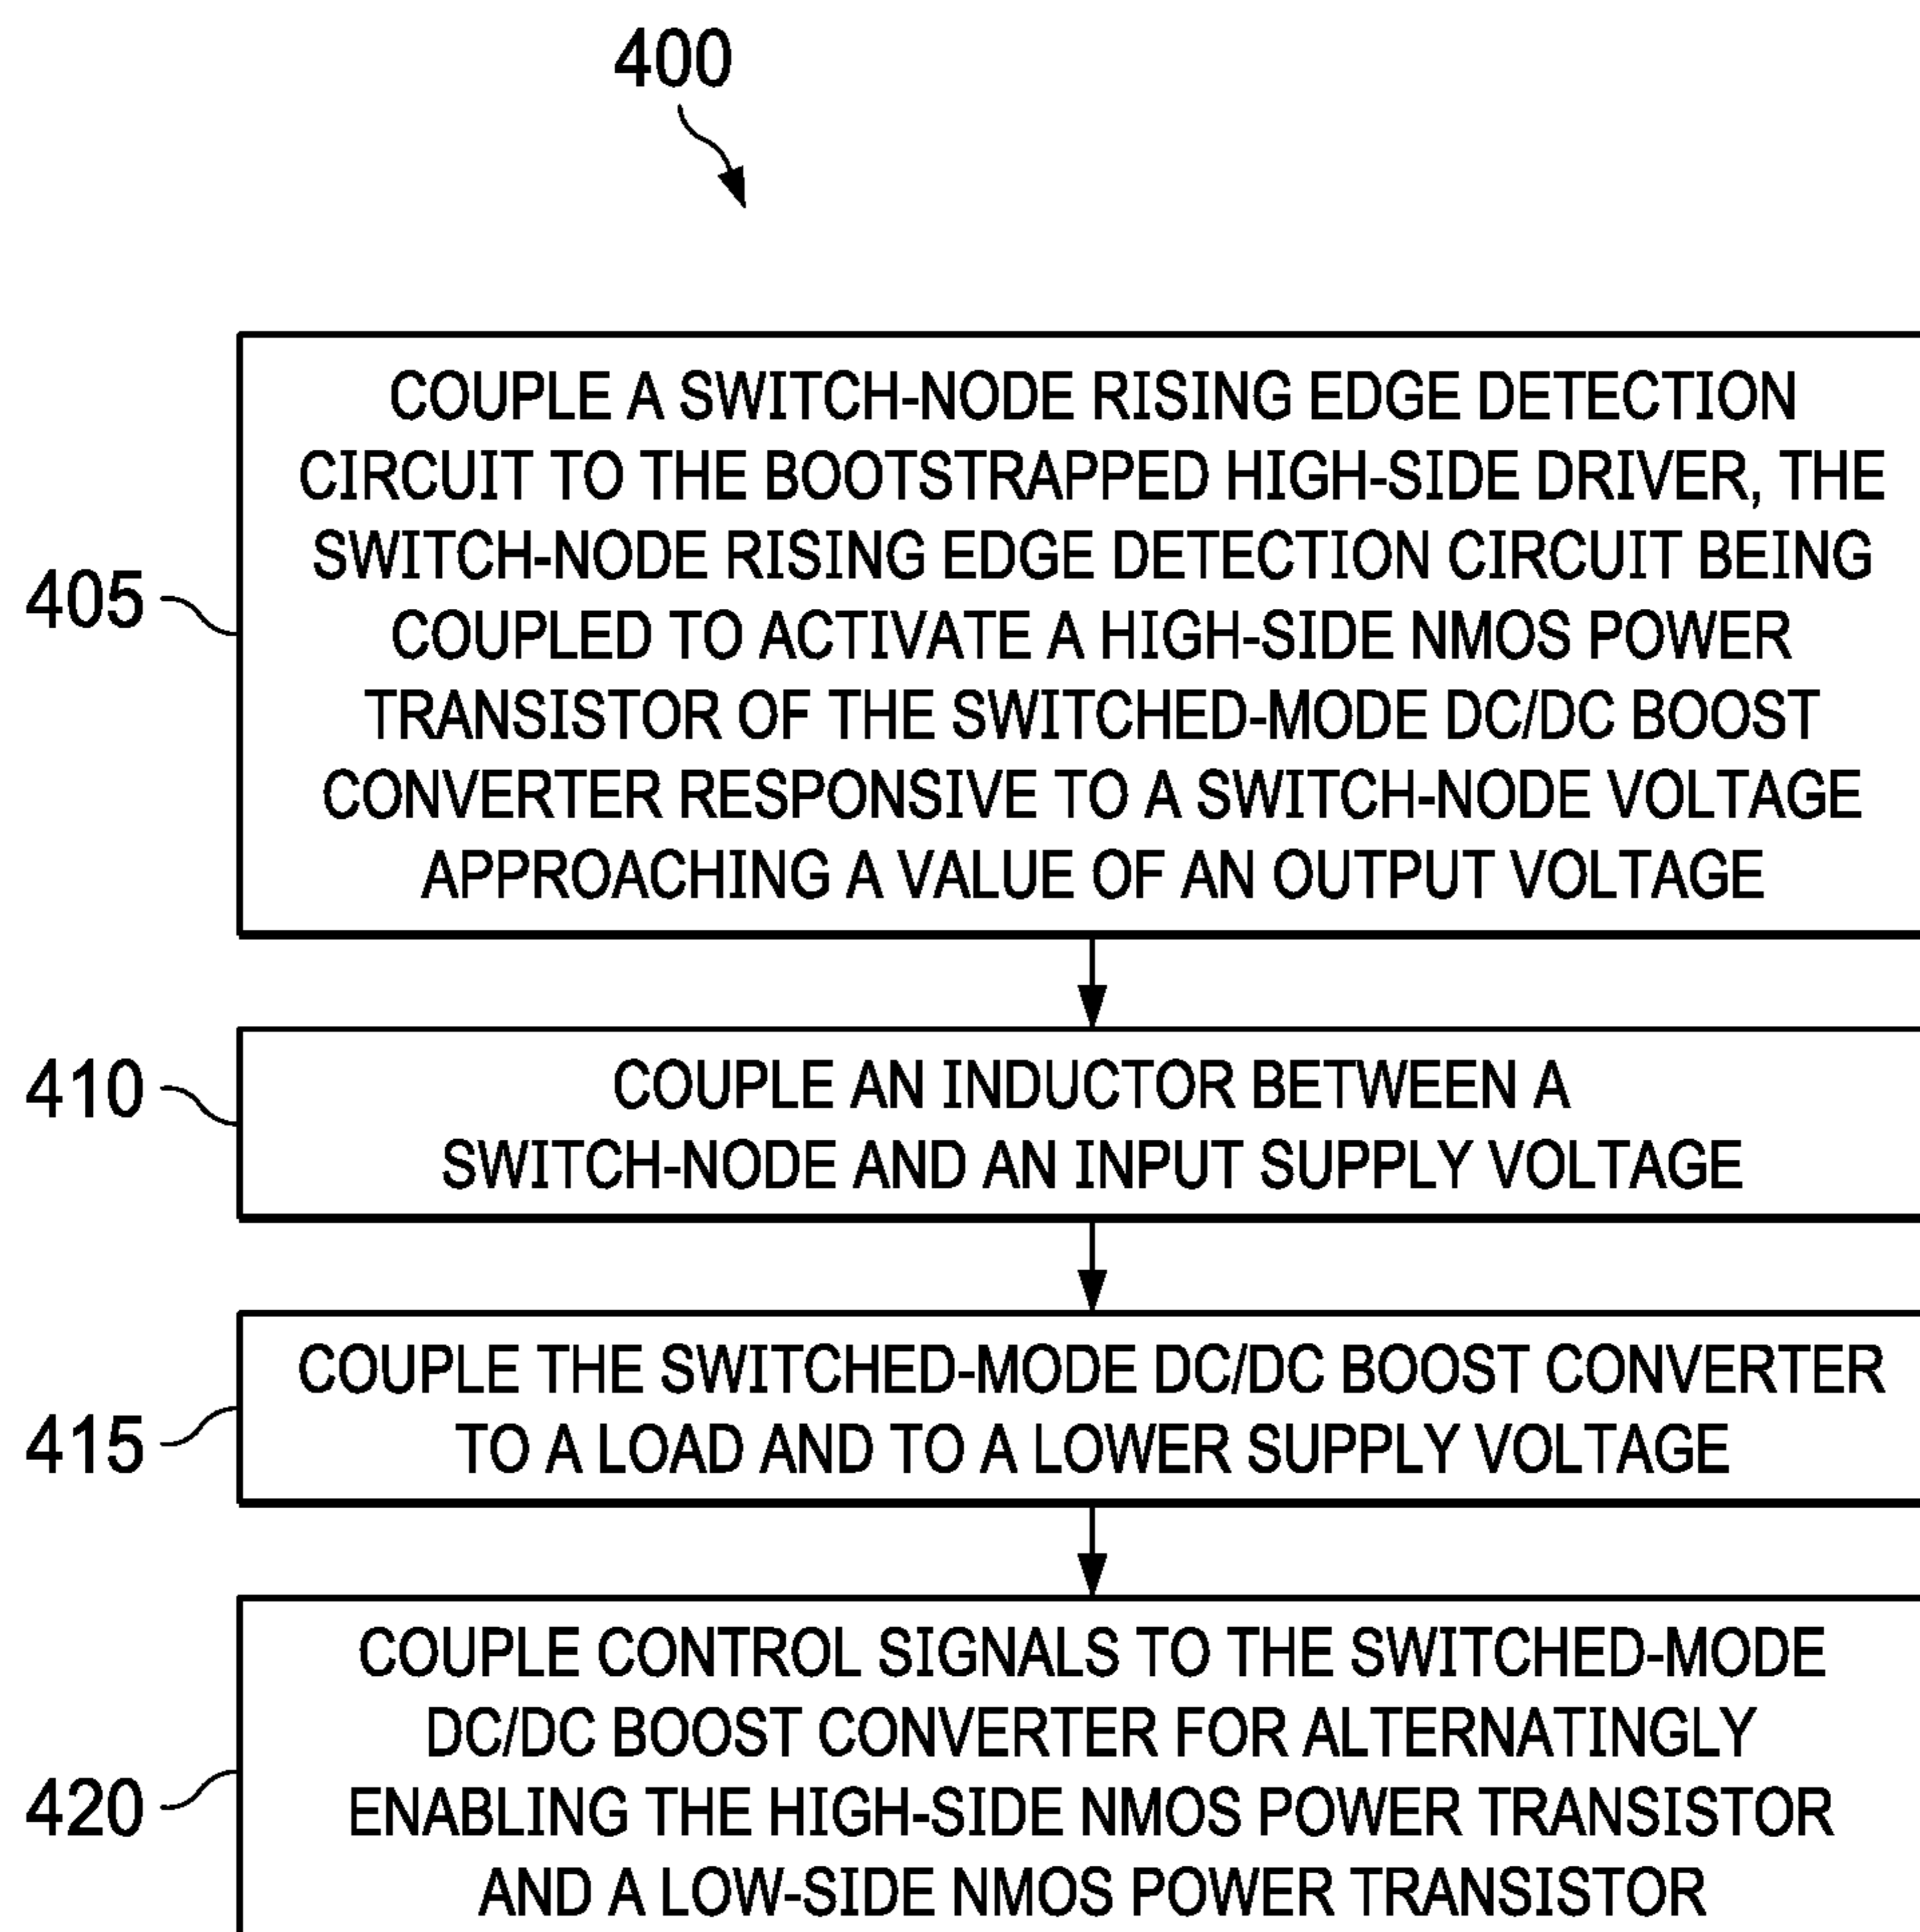 400
COUPLE A SWITCH-NODE RISING EDGE DETECTION
CIRCUIT TO THE BOOTSTRAPPED HIGH-SIDE DRIVER, THE
SWITCH-NODE RISING EDGE DETECTION CIRCUIT BEING
COUPLED TO ACTIVATE A HIGH-SIDE NMOS POWER
TRANSISTOR OF THE SWITCHED-MODE DC/DC BOOST
CONVERTER RESPONSIVE TO A SWITCH-NODE VOLTAGE
APPROACHING A VALUE OF AN OUTPUT VOLTAGE
405
COUPLE AN INDUCTOR BETWEEN A
SWITCH-NODE AND AN INPUT SUPPLY VOLTAGE
410
COUPLE THE SWITCHED-MODE DC/DC BOOST CONVERTER
TO A LOAD AND TO A LOWER SUPPLY VOLTAGE
415
COUPLE CONTROL SIGNALS TO THE SWITCHED-MODE
DC/DC BOOST CONVERTER FOR ALTERNATINGLY
ENABLING THE HIGH-SIDE NMOS POWER TRANSISTOR
AND A LOW-SIDE NMOS POWER TRANSISTOR
420